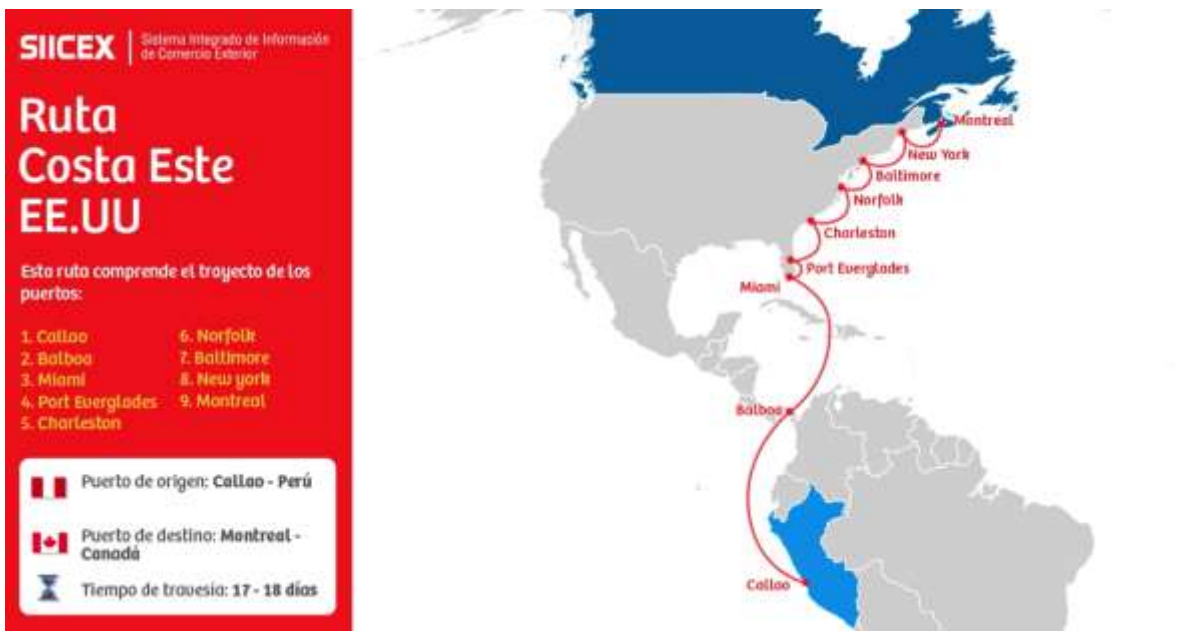 SIICEX
Sistema Integrado de Información
de Comercio Exterior
Ruta
Costa Este
EE.UU
Esta ruta comprende el trayecto de los
puertos:
1. Callao
2. Balboa
3. Miami
4. Port Everglades
5. Charleston
6. Norfolk
7. Baltimore
8. New york
9. Montreal
Puerto de origen: Callao - Perú
Puerto de destino: Montreal -
Canadá
Tiempo de travesia: 17 - 18 días
Montreal
New York
Baltimore
Norfolk
Charleston
Port Everglades
Miami
Balboa
Callao